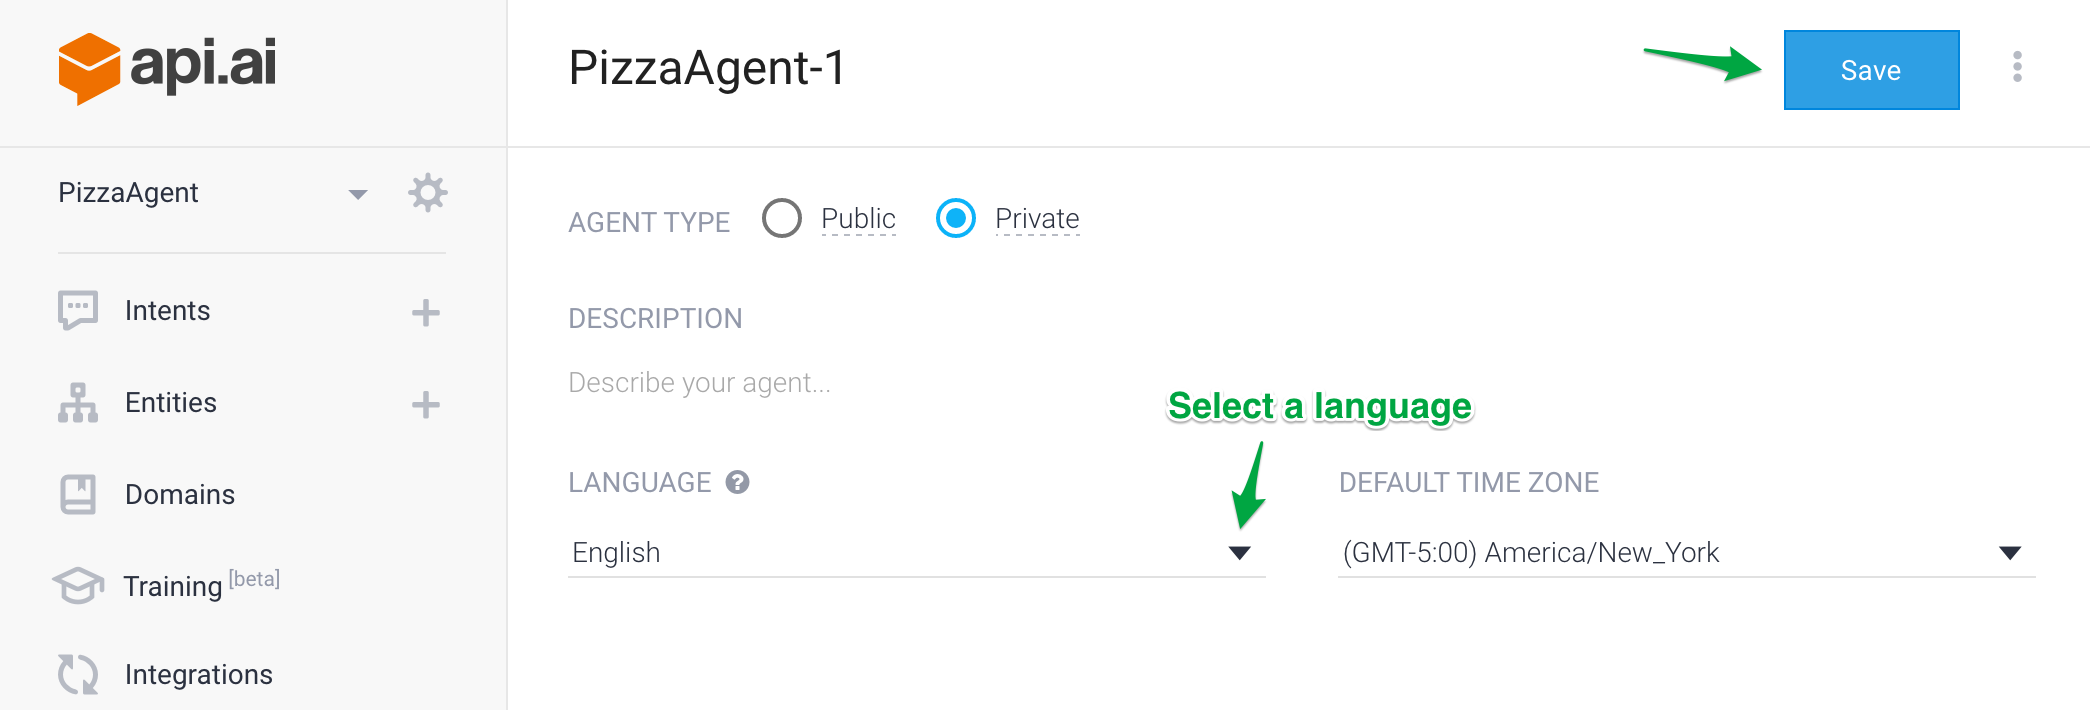 api.ai
PizzaAgent-1
Save
PizzaAgent
Intents
Entities
Domains
Training [beta]
Integrations
AGENT TYPE Public Private
DESCRIPTION
Describe your agent...
Select a language
LANGUAGE ? DEFAULT TIME ZONE
English (GMT-5:00) America/New_York